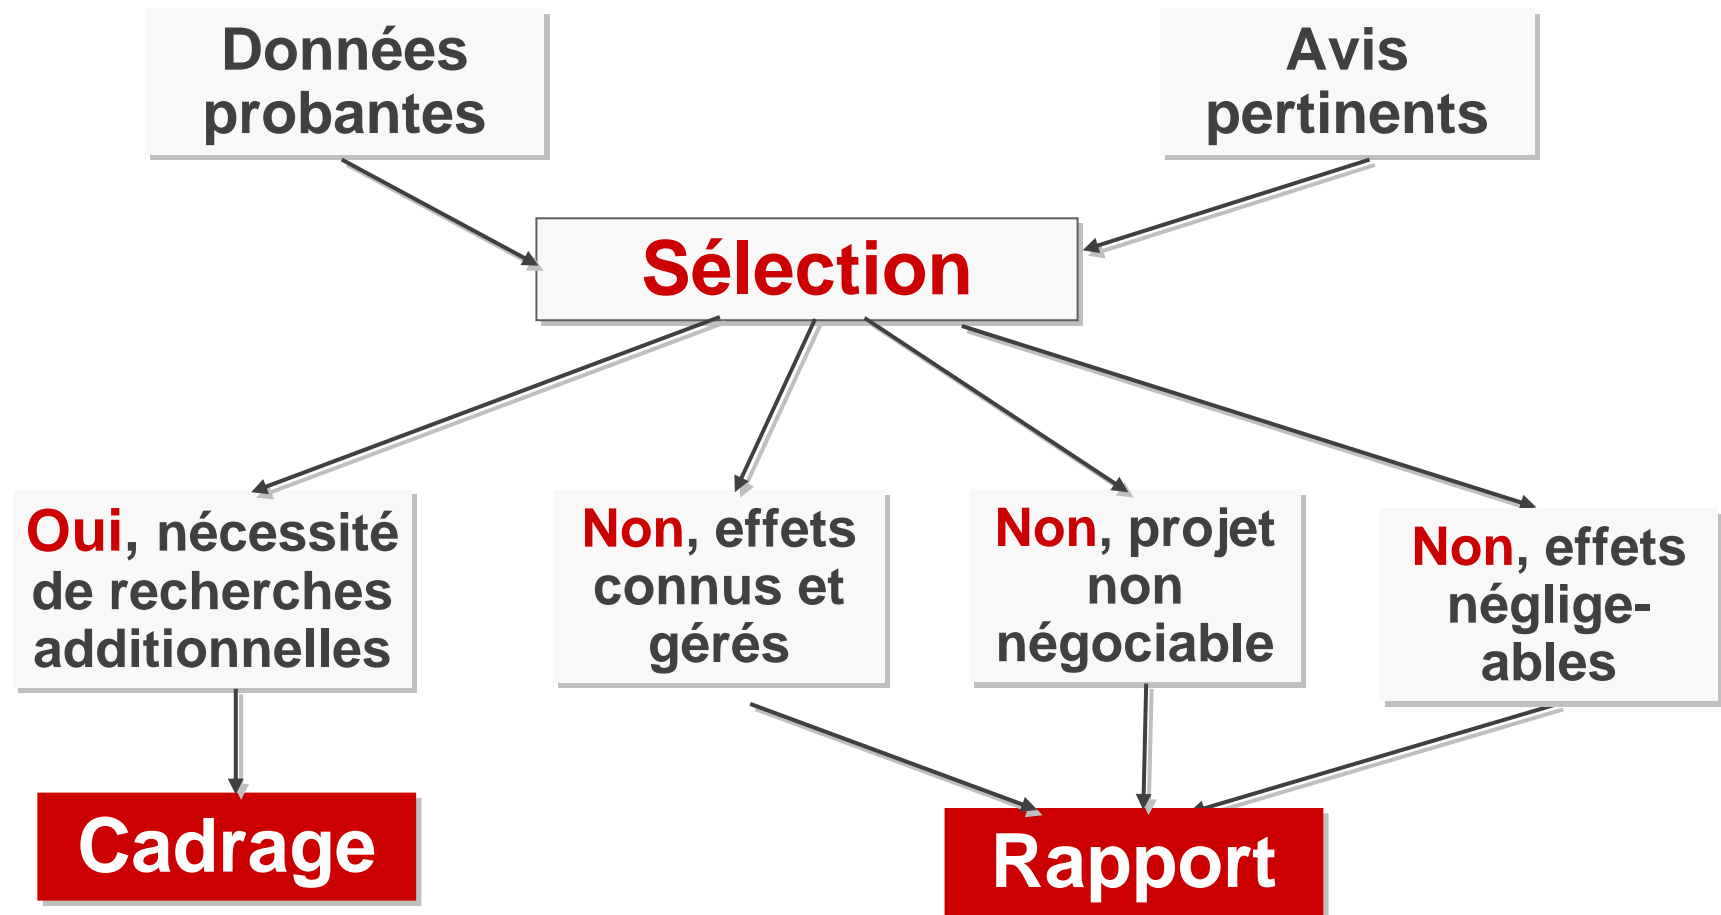 Données
probantes
Avis
pertinents
Sélection
Oui, nécessité
de recherches
additionnelles
Non, effets
connus et
gérés
Non, projet
non
négociable
Non, effets
néglige-
ables
Cadrage
Rapport